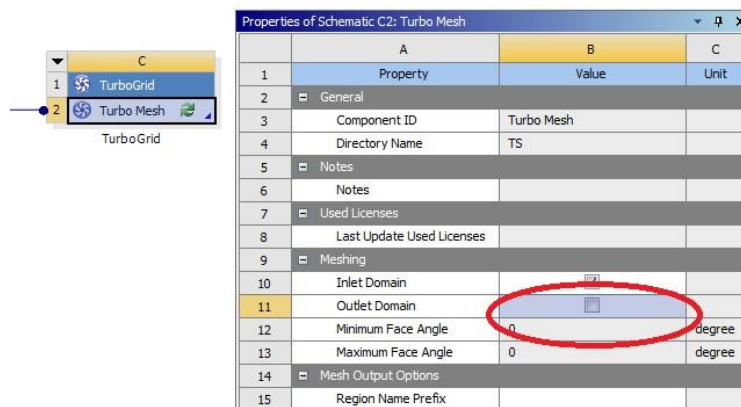 C
1 TurboGrid
2 Turbo Mesh
TurboGrid
Properties of Schematic C2: Turbo Mesh
A B C
1 Property Value Unit
2 General
3 Component ID Turbo Mesh
4 Directory Name TS
5 Notes
6 Notes
7 Used Licenses
8 Last Update Used Licenses
9 Meshing
10 Inlet Domain
11 Outlet Domain
12 Minimum Face Angle 0 degree
13 Maximum Face Angle 0 degree
14 Mesh Output Options
15 Region Name Prefix